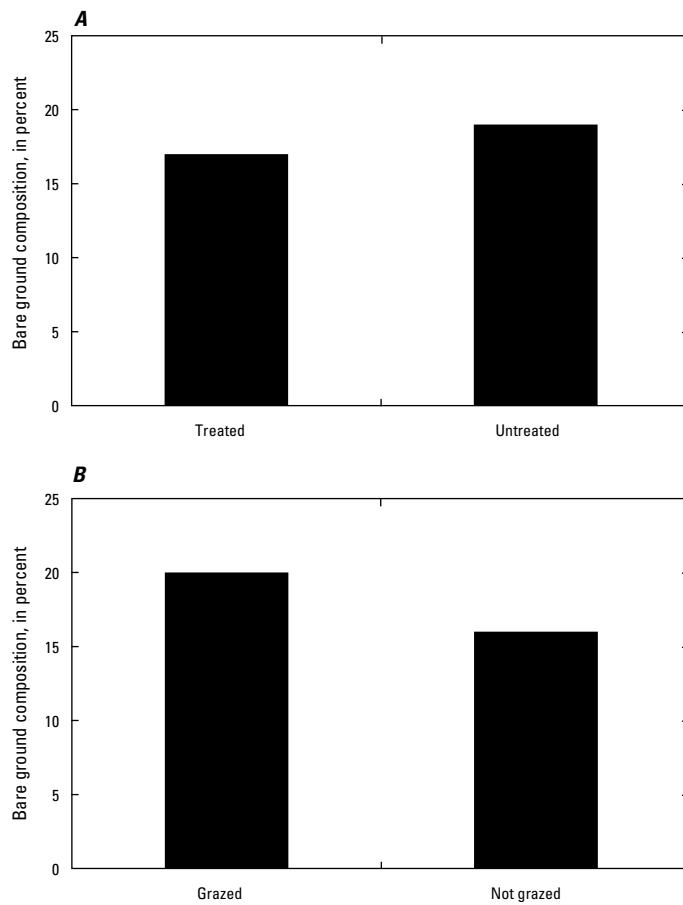 A
Bare ground composition, in percent
25
20
15
10
5
0
Treated Untreated
B
Bare ground composition, in percent
25
20
15
10
5
0
Grazed Not grazed